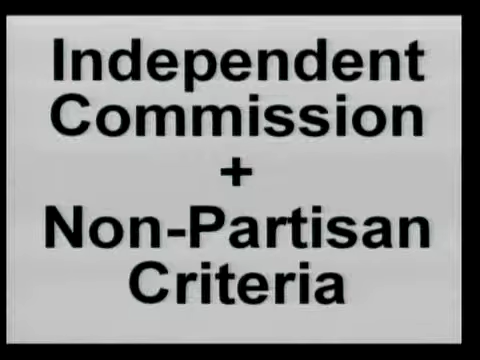 Independent
Commission
+
Non-Partisan
Criteria